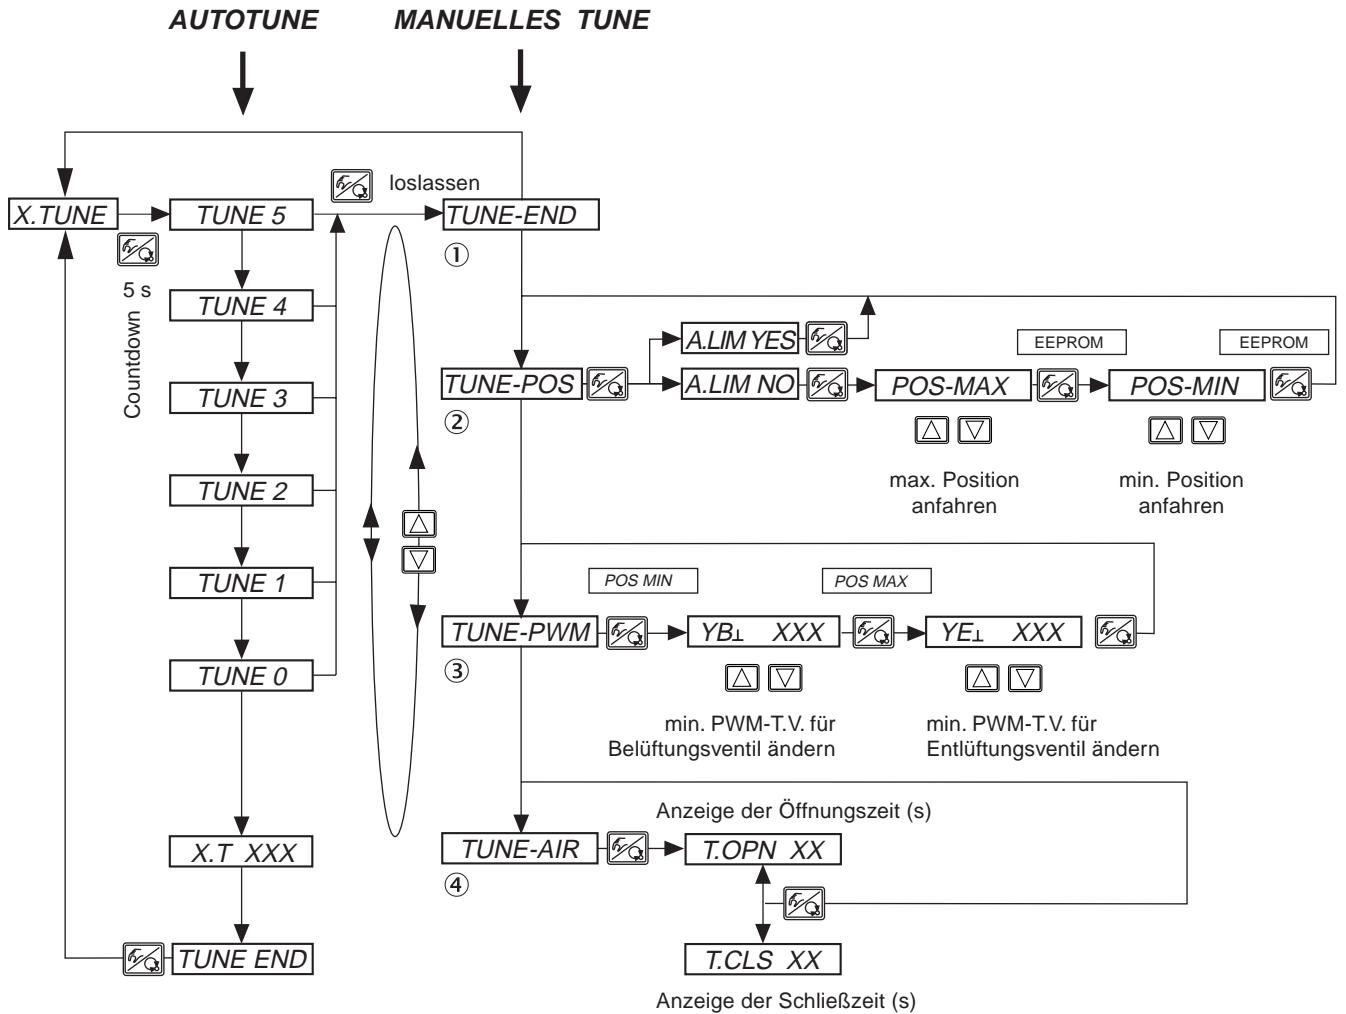 AUTOTUNE
MANUELLES TUNE
loslassen
X.TUNE
TUNE 5
TUNE-END
①
5 s
Countdown
TUNE 4
A.LIM YES
EEPROM
EEPROM
TUNE-POS
A.LIM NO
POS-MAX
POS-MIN
TUNE 3
②
max. Position
anfahren
min. Position
anfahren
TUNE 2
TUNE 1
POS MIN
POS MAX
TUNE-PWM
YB⊥ XXX
YE⊥ XXX
③
TUNE 0
min. PWM-T.V. für
Belüftungsventil ändern
min. PWM-T.V. für
Entlüftungsventil ändern
Anzeige der Öffnungszeit (s)
X.T XXX
TUNE-AIR
T.OPN XX
④
TUNE END
T.CLS XX
Anzeige der Schließzeit (s)